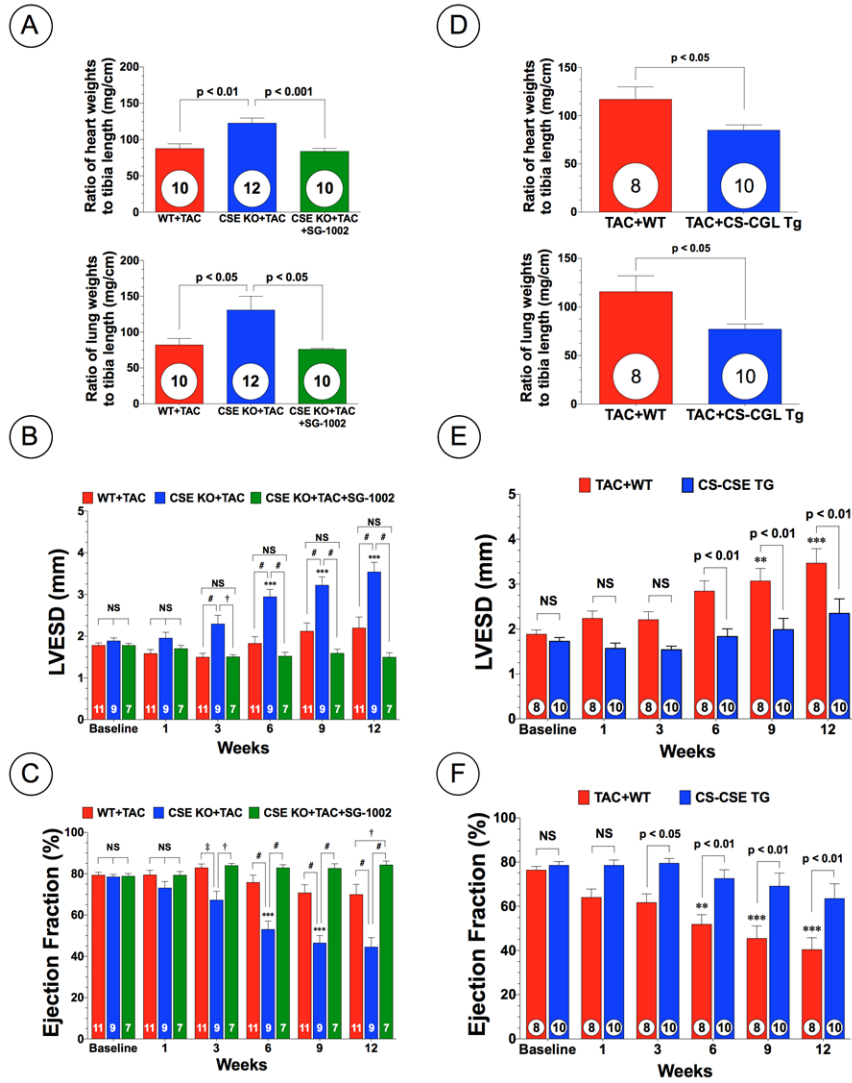 A
Ratio of heart weights
to tibia length (mg/cm)
200
150
100
50
0
p < 0.01
p < 0.001
10
12
10
WT+TAC
CSE KO+TAC
CSE KO+TAC
+SG-1002
Ratio of lung weights
to tibia length (mg/cm)
200
150
100
50
0
p < 0.05
p < 0.05
10
12
10
WT+TAC
CSE KO+TAC
CSE KO+TAC
+SG-1002
D
Ratio of heart weights
to tibia length (mg/cm)
150
100
50
0
p < 0.05
8
10
TAC+WT
TAC+CS-CGL Tg
Ratio of lung weights
to tibia length (mg/cm)
150
100
50
0
p < 0.05
8
10
TAC+WT
TAC+CS-CGL Tg
B
WT+TAC CSE KO+TAC CSE KO+TAC+SG-1002
LVESD (mm)
5
4
3
2
1
0
NS
NS
NS
# †
NS
# #
***
NS
# #
***
NS
# #
***
11 9 7 11 9 7 11 9 7 11 9 7 11 9 7 11 9 7
Baseline 1 3 6 9 12
Weeks
E
TAC+WT CS-CSE TG
LVESD (mm)
5
4
3
2
1
0
NS
p < 0.01
p < 0.01
**
p < 0.01
***
8 10 8 10 8 10 8 10 8 10 8 10
Baseline 1 3 6 9 12
Weeks
C
WT+TAC CSE KO+TAC CSE KO+TAC+SG-1002
Ejection Fraction (%)
100
80
60
40
20
0
NS
NS
‡ †
# #
***
# #
***
†
# #
11 9 7 11 9 7 11 9 7 11 9 7 11 9 7 11 9 7
Baseline 1 3 6 9 12
Weeks
F
TAC+WT CS-CSE TG
Ejection Fraction (%)
100
80
60
40
20
0
NS
NS
p < 0.05
p < 0.01
**
p < 0.01
***
p < 0.01
***
8 10 8 10 8 10 8 10 8 10 8 10
Baseline 1 3 6 9 12
Weeks